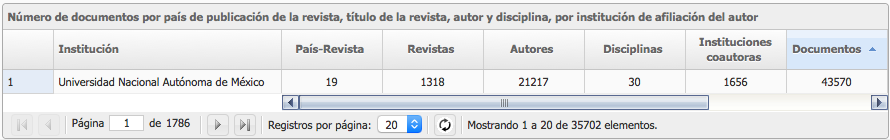 Número de documentos por país de publicación de la revista, título de la revista, autor y disciplina, por institución de afiliación del autor
Institución País-Revista Revistas Autores Disciplinas Instituciones coautoras Documentos
1 Universidad Nacional Autónoma de México 19 1318 21217 30 1656 43570
Página 1 de 1786 Registros por página: 20 Mostrando 1 a 20 de 35702 elementos.